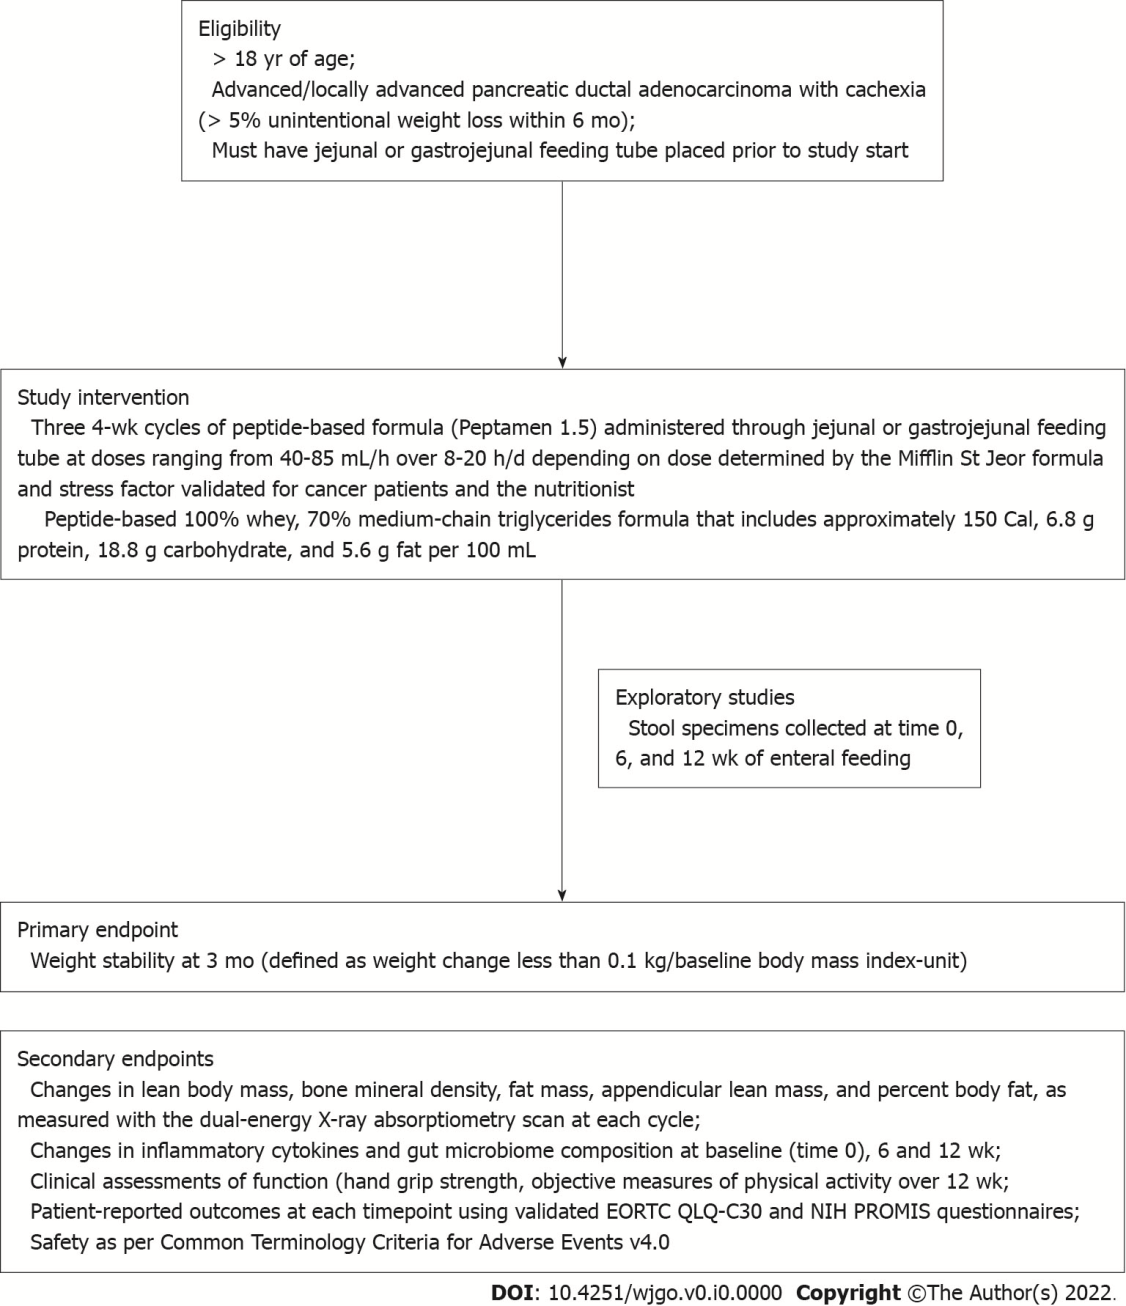 Eligibility
> 18 yr of age;
Advanced/locally advanced pancreatic ductal adenocarcinoma with cachexia
(> 5% unintentional weight loss within 6 mo);
Must have jejunal or gastrojejunal feeding tube placed prior to study start
Study intervention
Three 4-wk cycles of peptide-based formula (Peptamen 1.5) administered through jejunal or gastrojejunal feeding
tube at doses ranging from 40-85 mL/h over 8-20 h/d depending on dose determined by the Mifflin St Jeor formula
and stress factor validated for cancer patients and the nutritionist
Peptide-based 100% whey, 70% medium-chain triglycerides formula that includes approximately 150 Cal, 6.8 g
protein, 18.8 g carbohydrate, and 5.6 g fat per 100 mL
Exploratory studies
Stool specimens collected at time 0,
6, and 12 wk of enteral feeding
Primary endpoint
Weight stability at 3 mo (defined as weight change less than 0.1 kg/baseline body mass index-unit)
Secondary endpoints
Changes in lean body mass, bone mineral density, fat mass, appendicular lean mass, and percent body fat, as
measured with the dual-energy X-ray absorptiometry scan at each cycle;
Changes in inflammatory cytokines and gut microbiome composition at baseline (time 0), 6 and 12 wk;
Clinical assessments of function (hand grip strength, objective measures of physical activity over 12 wk;
Patient-reported outcomes at each timepoint using validated EORTC QLQ-C30 and NIH PROMIS questionnaires;
Safety as per Common Terminology Criteria for Adverse Events v4.0
DOI: 10.4251/wjgo.v0.i0.0000 Copyright ©The Author(s) 2022.